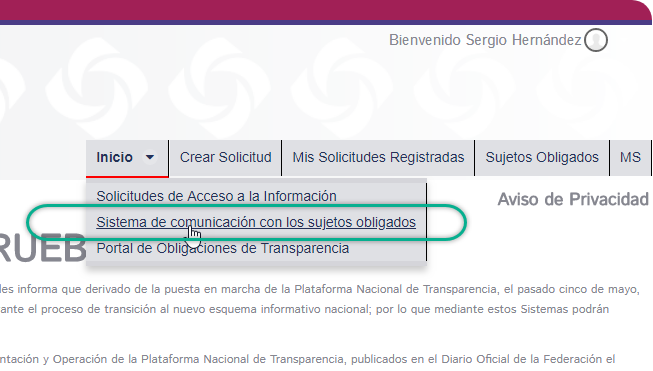 Bienvenido Sergio Hernández
Inicio Crear Solicitud Mis Solicitudes Registradas Sujetos Obligados MS
Solicitudes de Acceso a la Información
Sistema de comunicación con los sujetos obligados
Aviso de Privacidad
RUEB
Portal de Obligaciones de Transparencia
les informa que derivado de la puesta en marcha de la Plataforma Nacional de Transparencia, el pasado cinco de mayo,
ante el proceso de transición al nuevo esquema informativo nacional; por lo que mediante estos Sistemas podrán
ntación y Operación de la Plataforma Nacional de Transparencia, publicados en el Diario Oficial de la Federación el